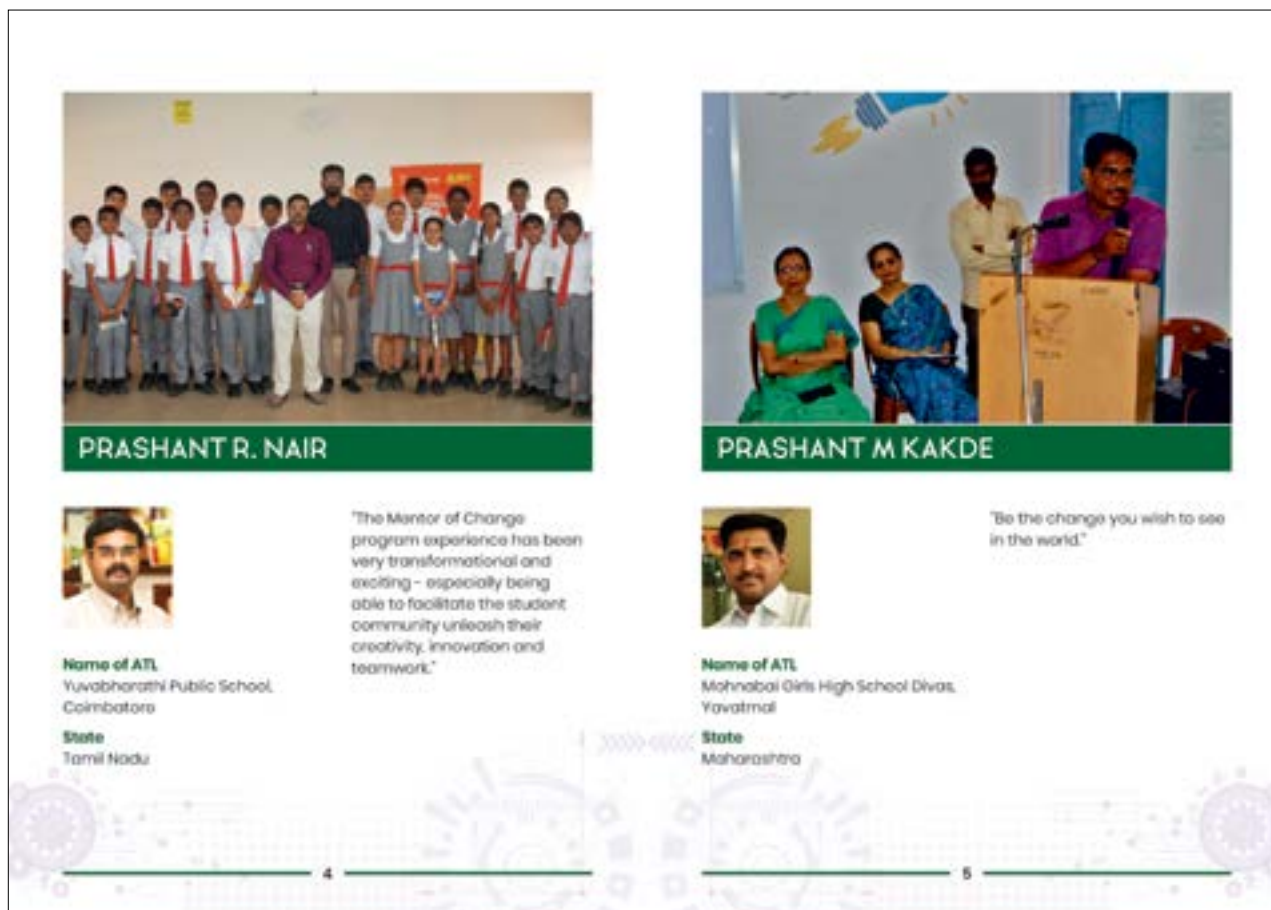 PRASHANT R. NAIR
"The Mentor of Change
program experience has been
very transformational and
exciting - especially being
able to facilitate the student
community unleash their
creativity, innovation and
teamwork."
Name of ATL
Yuvabharathi Public School,
Coimbatore
State
Tamil Nadu
4
PRASHANT M KAKDE
"Be the change you wish to see
in the world."
Name of ATL
Mohnabai Girls High School Divas,
Yavatmal
State
Maharashtra
5